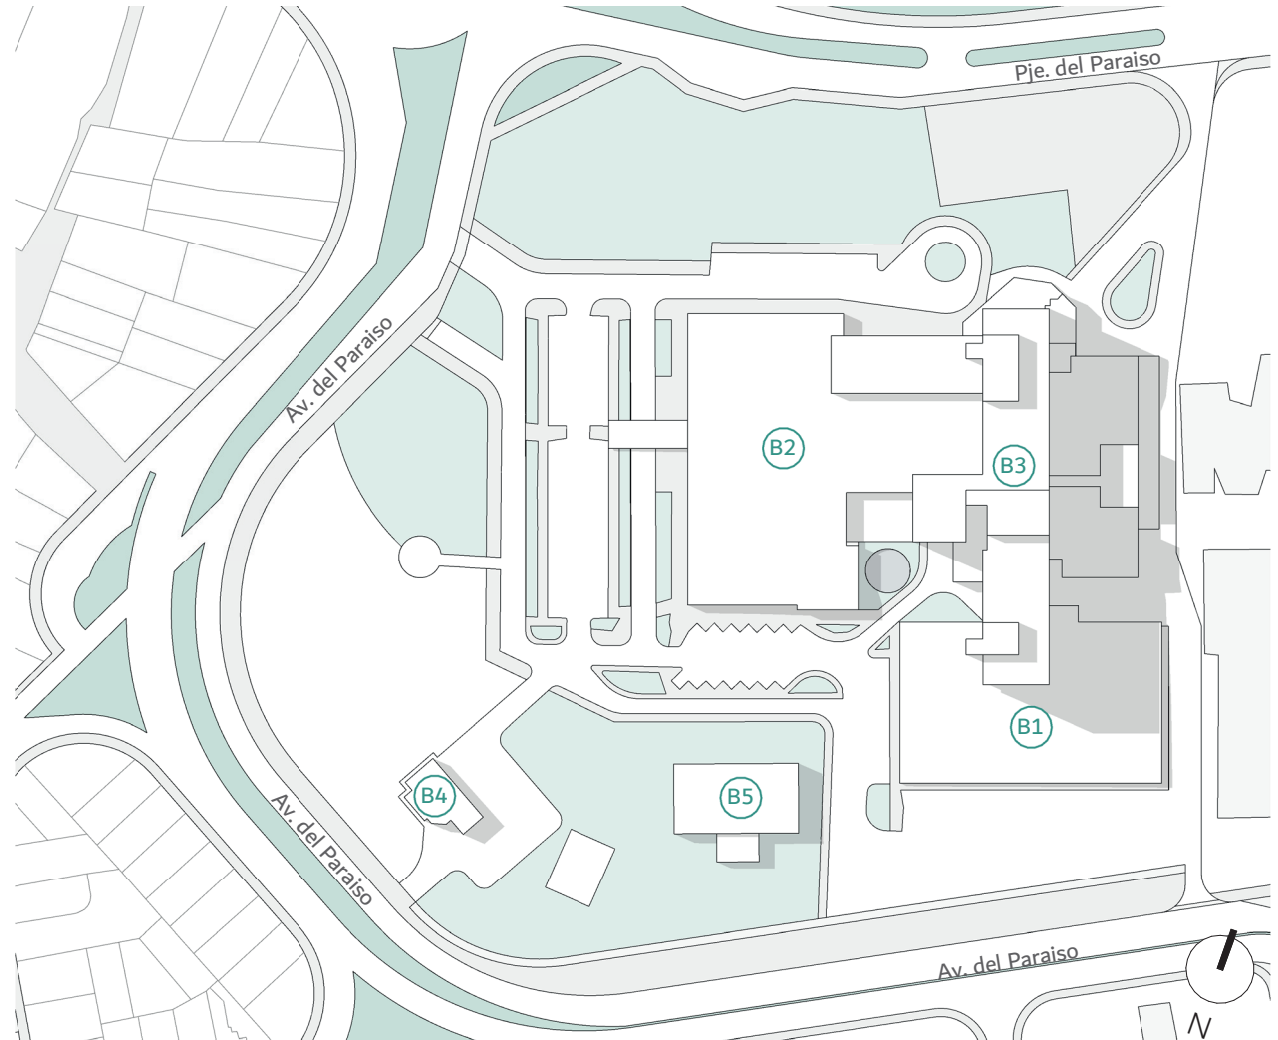 Pje. del Paraiso
Av. del Paraiso
B2
B3
B1
B4
B5
Av. del Paraiso
Av. del Paraiso
N